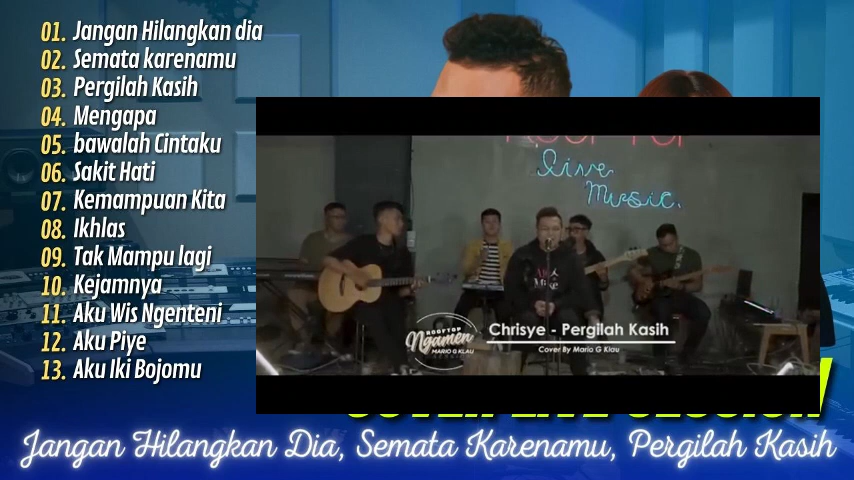 01. Jangan Hilangkan dia
02. Semata karenamu
03. Pergilah Kasih
04. Mengapa
05. bawalah Cintaku
06. Sakit Hati
07. Kemampuan Kita
08. Ikhlas
09. Tak Mampu lagi
10. Kejamnya
11. Aku Wis Ngenteni
12. Aku Piye
13. Aku Iki Bojomu
live
Music.
ROOFTOP
Ngamen
MARIO G KLAU
Chrisye - Pergilah Kasih
Cover By Mario G Klau
Jangan Hilangkan Dia, Semata Karenamu, Pergilah Kasih